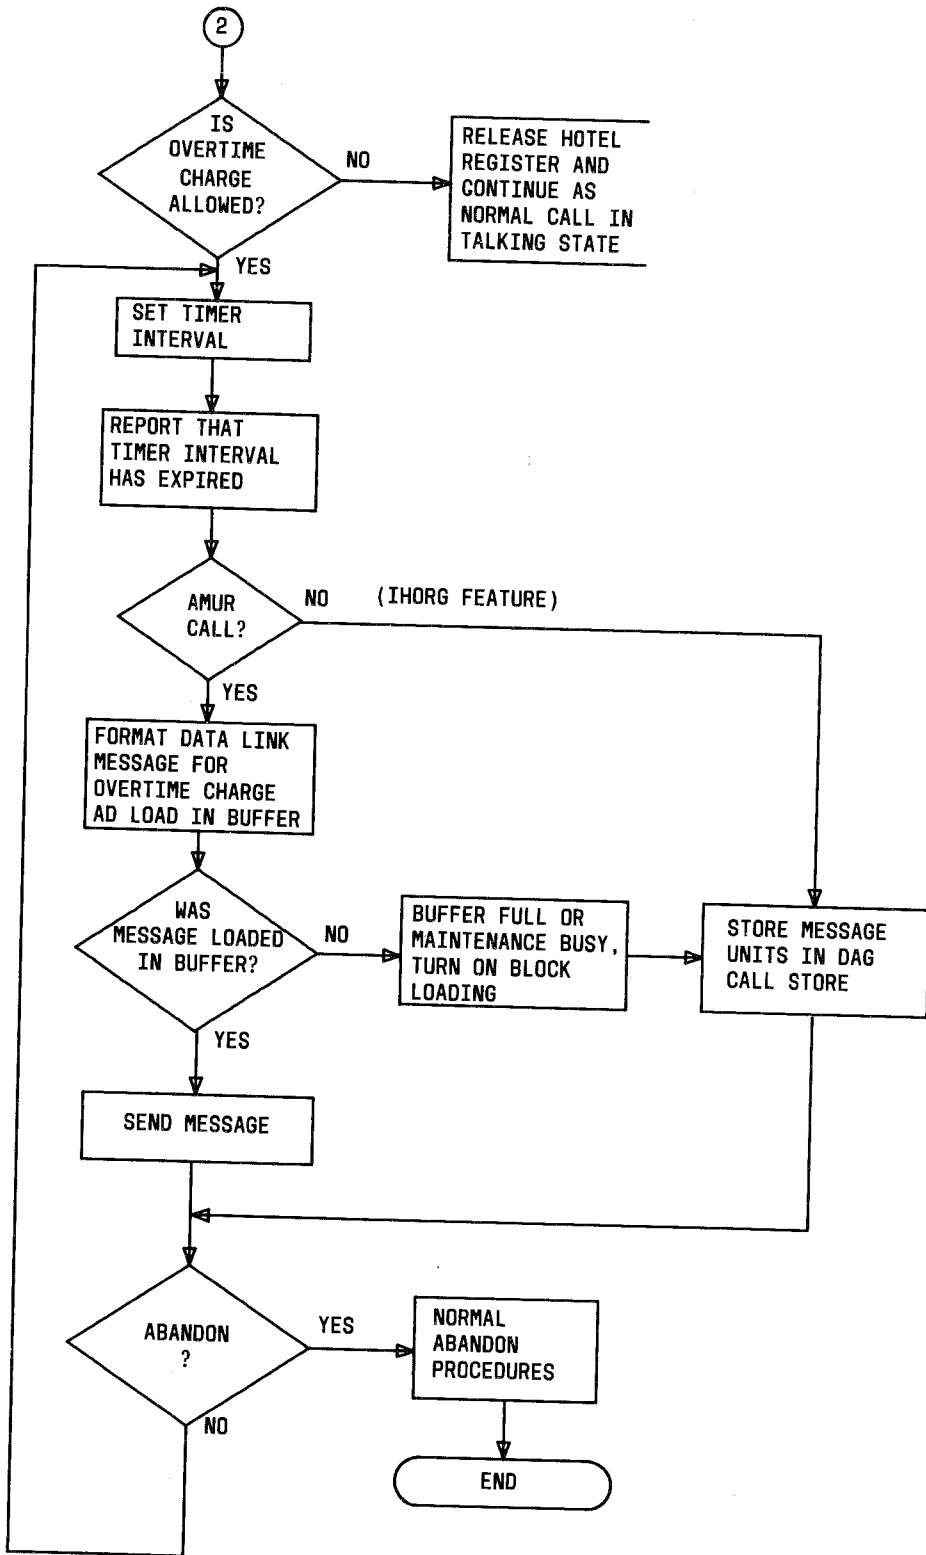 2
IS
OVERTIME
CHARGE
ALLOWED?
NO
RELEASE HOTEL
REGISTER AND
CONTINUE AS
NORMAL CALL IN
TALKING STATE
YES
SET TIMER
INTERVAL
REPORT THAT
TIMER INTERVAL
HAS EXPIRED
AMUR
CALL?
NO (IHORG FEATURE)
YES
FORMAT DATA LINK
MESSAGE FOR
OVERTIME CHARGE
AD LOAD IN BUFFER
WAS
MESSAGE LOADED
IN BUFFER?
NO
BUFFER FULL OR
MAINTENANCE BUSY,
TURN ON BLOCK
LOADING
STORE MESSAGE
UNITS IN DAG
CALL STORE
YES
SEND MESSAGE
ABANDON
?
YES
NORMAL
ABANDON
PROCEDURES
NO
END